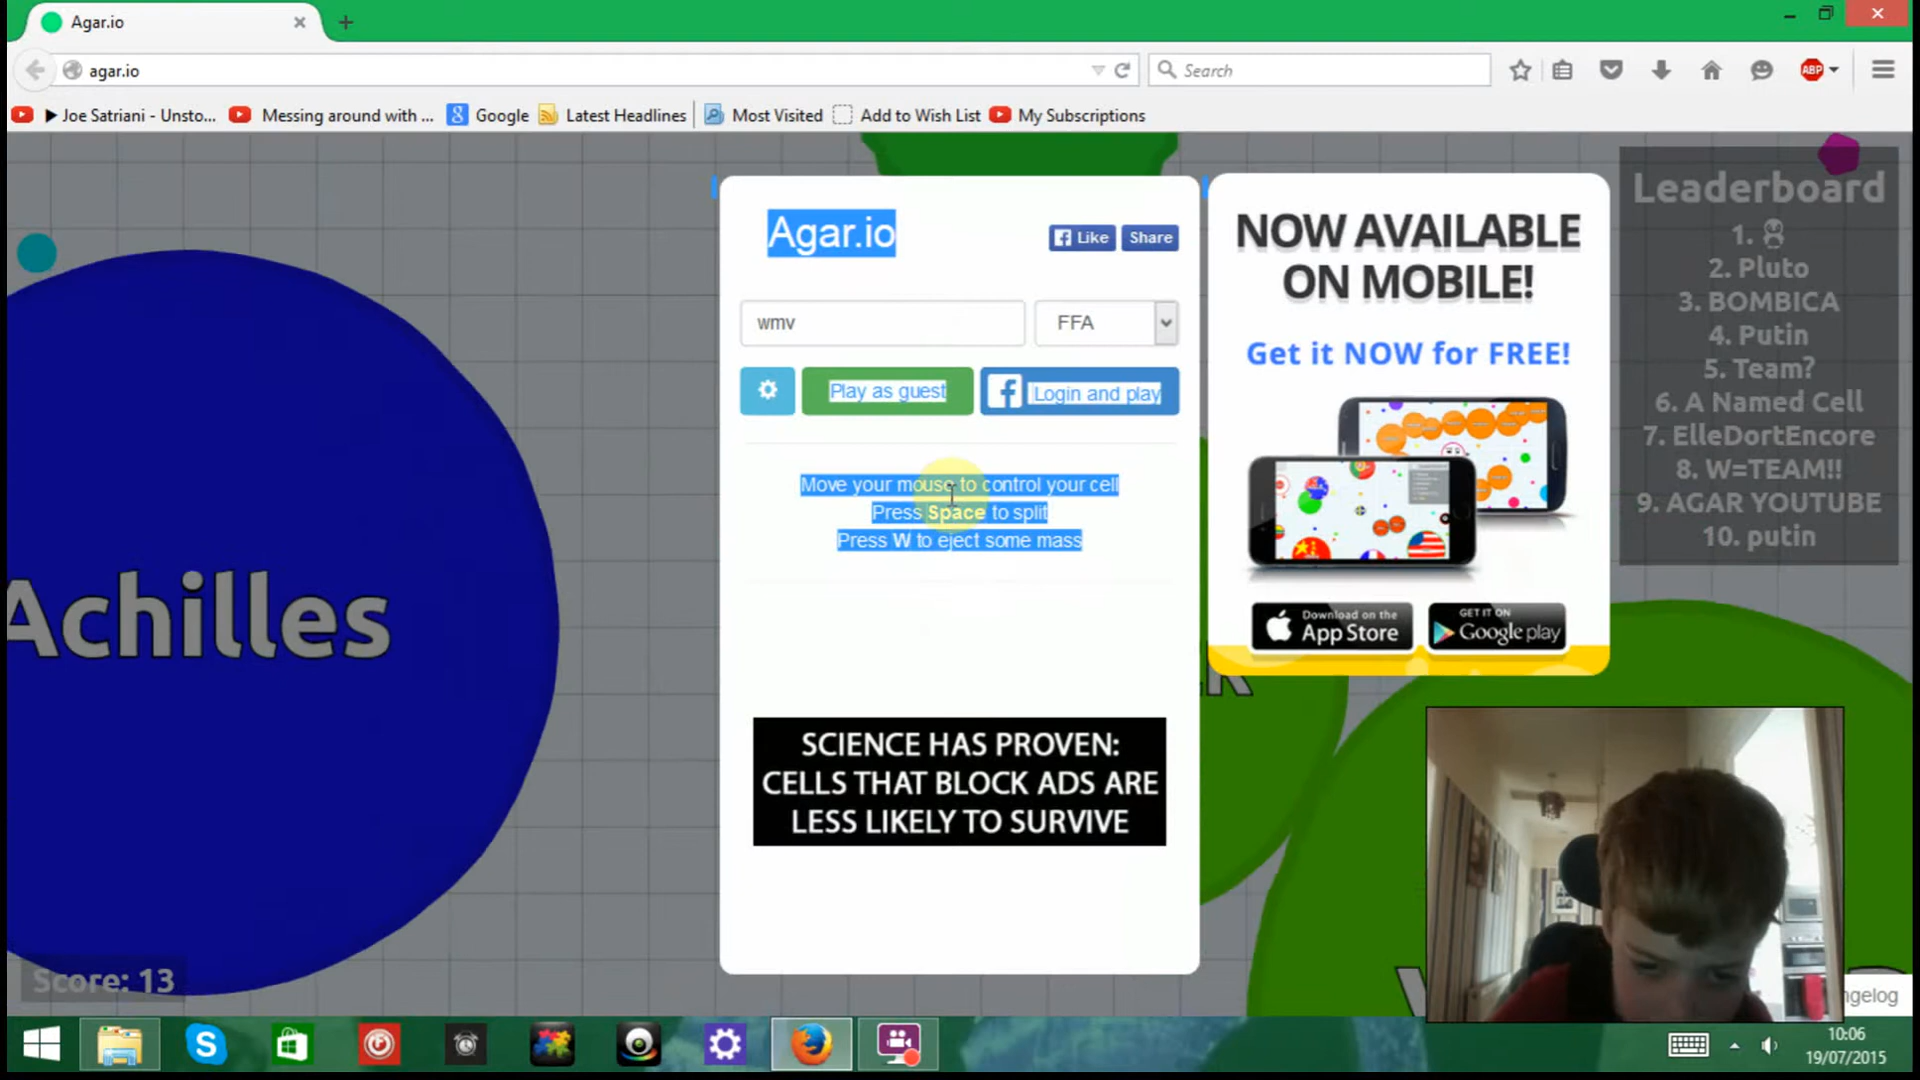 Agar.io
agar.io
Search
ABP
Joe Satriani - Unsto...
Messing around with ...
Google
Latest Headlines
Most Visited
Add to Wish List
My Subscriptions
Agar.io
Like
Share
wmv
FFA
Play as guest
Login and play
Move your mouse to control your cell
Press Space to split
Press W to eject some mass
SCIENCE HAS PROVEN:
CELLS THAT BLOCK ADS ARE
LESS LIKELY TO SURVIVE
NOW AVAILABLE
ON MOBILE!
Get it NOW for FREE!
Download on the
App Store
GET IT ON
Google play
Leaderboard
1.
2. Pluto
3. BOMBICA
4. Putin
5. Team?
6. A Named Cell
7. ElleDortEncore
8. W=TEAM!!
9. AGAR YOUTUBE
10. putin
Achilles
Score: 13
10:06
19/07/2015